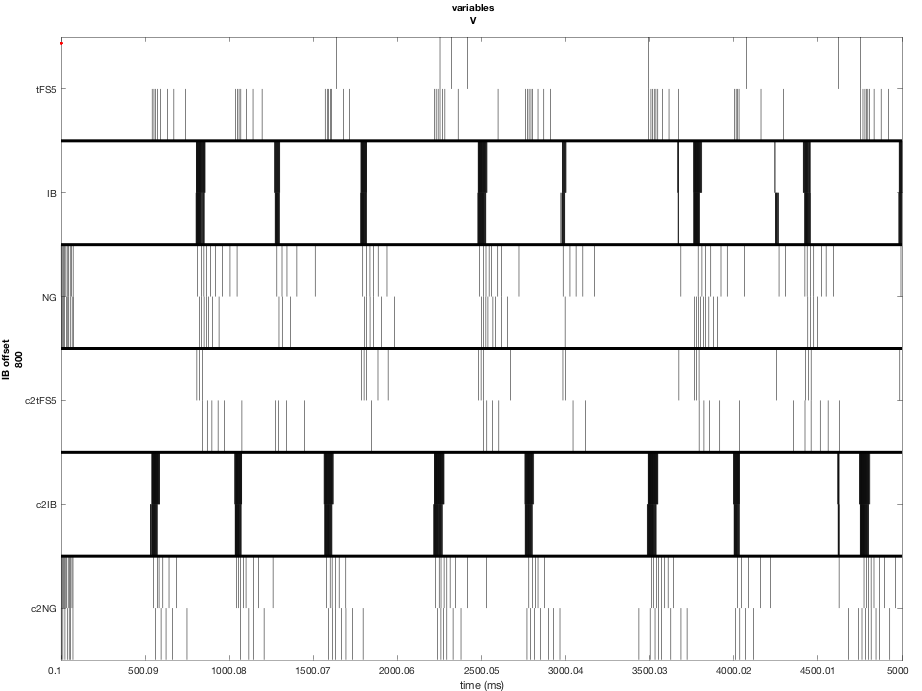 variables
V
tFS5
IB
NG
c2tFS5
c2IB
c2NG
IB offset
800
0.1 500.09 1000.08 1500.07 2000.06 2500.05 3000.04 3500.03 4000.02 4500.01 5000
time (ms)